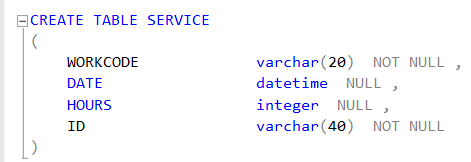 CREATE TABLE SERVICE
(
WORKCODE varchar(20) NOT NULL ,
DATE datetime NULL ,
HOURS integer NULL ,
ID varchar(40) NOT NULL
)